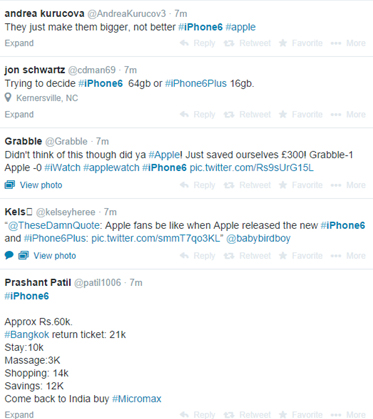 andrea kurucova @AndreaKurucov3 · 7m
They just make them bigger, not better #iPhone6 #apple
Expand Reply Retweet Favorite More
jon schwartz @cdman69 · 7m
Trying to decide #iPhone6 64gb or #iPhone6Plus 16gb.
Kernersville, NC
Expand Reply Retweet Favorite More
Grabble @Grabble · 7m
Didn't think of this though did ya #Apple! Just saved ourselves £300! Grabble-1
Apple -0 #iWatch #applewatch #iPhone6 pic.twitter.com/Rs9sUrG15L
View photo Reply Retweet Favorite More
Kels @kelseyheree · 7m
"@TheseDamnQuote: Apple fans be like when Apple released the new #iPhone6
and #iPhone6Plus: pic.twitter.com/smmT7qo3KL" @babybirdboy
View photo Reply Retweet Favorite More
Prashant Patil @patil1006 · 7m
#iPhone6
Approx Rs.60k.
#Bangkok return ticket: 21k
Stay:10k
Massage:3K
Shopping: 14k
Savings: 12K
Come back to India buy #Micromax
Expand Reply Retweet Favorite More